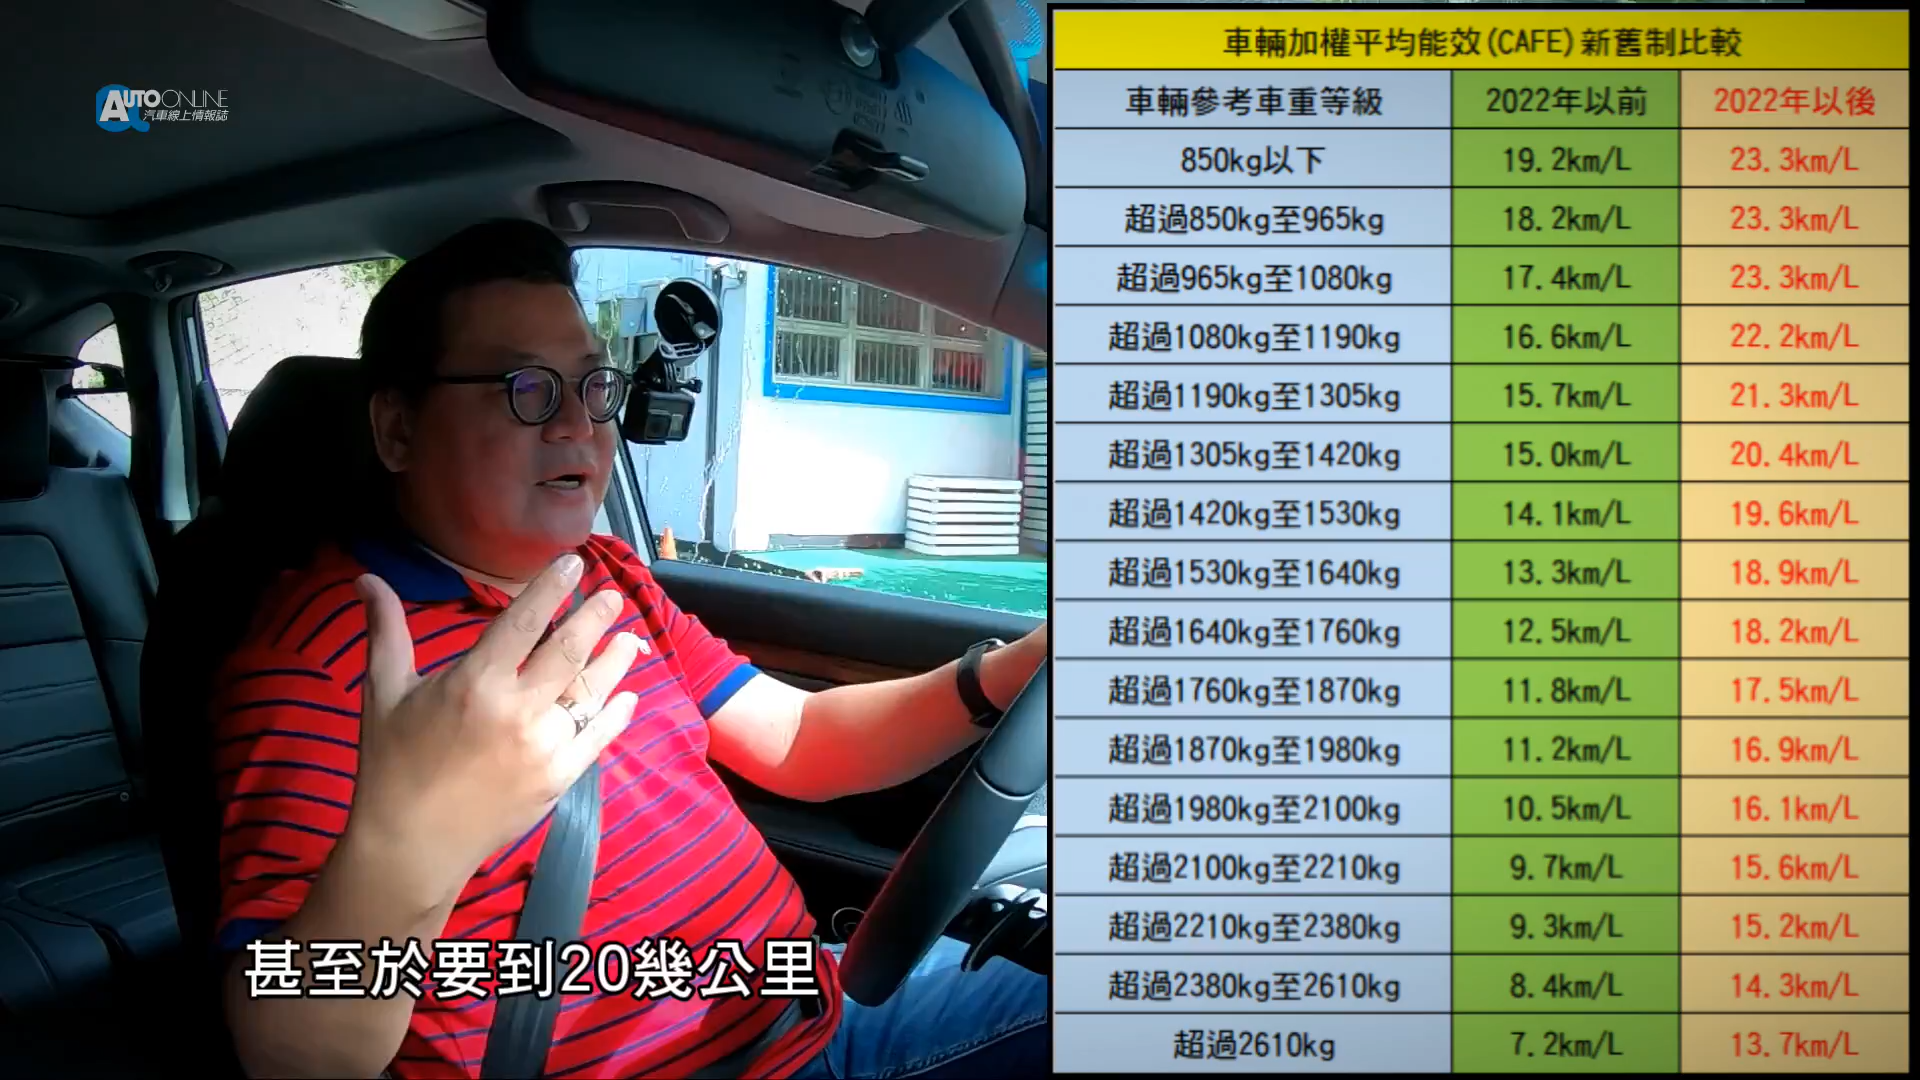 AUTO ONLINE
汽車線上情報誌
甚至於要到20幾公里
車輛加權平均能效(CAFE)新舊制比較
車輛參考車重等級 2022年以前 2022年以後
850kg以下 19.2km/L 23.3km/L
超過850kg至965kg 18.2km/L 23.3km/L
超過965kg至1080kg 17.4km/L 23.3km/L
超過1080kg至1190kg 16.6km/L 22.2km/L
超過1190kg至1305kg 15.7km/L 21.3km/L
超過1305kg至1420kg 15.0km/L 20.4km/L
超過1420kg至1530kg 14.1km/L 19.6km/L
超過1530kg至1640kg 13.3km/L 18.9km/L
超過1640kg至1760kg 12.5km/L 18.2km/L
超過1760kg至1870kg 11.8km/L 17.5km/L
超過1870kg至1980kg 11.2km/L 16.9km/L
超過1980kg至2100kg 10.5km/L 16.1km/L
超過2100kg至2210kg 9.7km/L 15.6km/L
超過2210kg至2380kg 9.3km/L 15.2km/L
超過2380kg至2610kg 8.4km/L 14.3km/L
超過2610kg 7.2km/L 13.7km/L